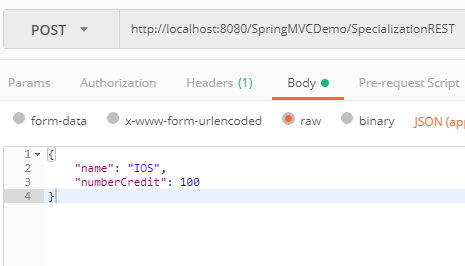 POST http://localhost:8080/SpringMVCDemo/SpecializationREST
Params Authorization Headers (1) Body Pre-request Script
form-data x-www-form-urlencoded raw binary JSON (ap
1 {
2 "name": "IOS",
3 "numberCredit": 100
4 }